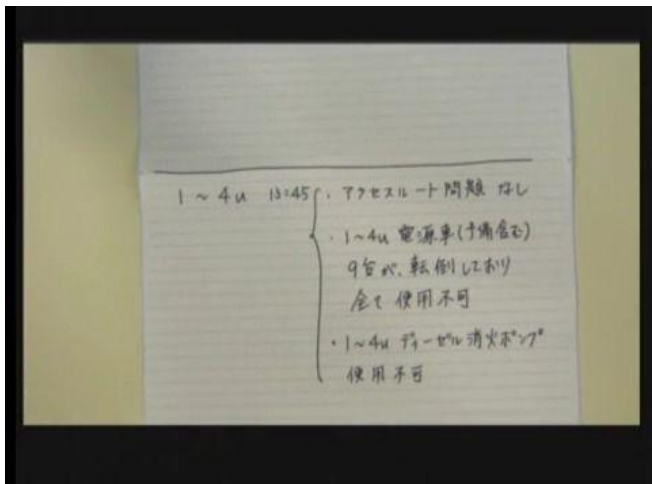 1~4u 13:45 ・アクセスルート問題なし
・1~4u 電源車(予備含む)
9台が、転倒しており
全て使用不可
・1~4u ディーゼル消火ポンプ
使用不可